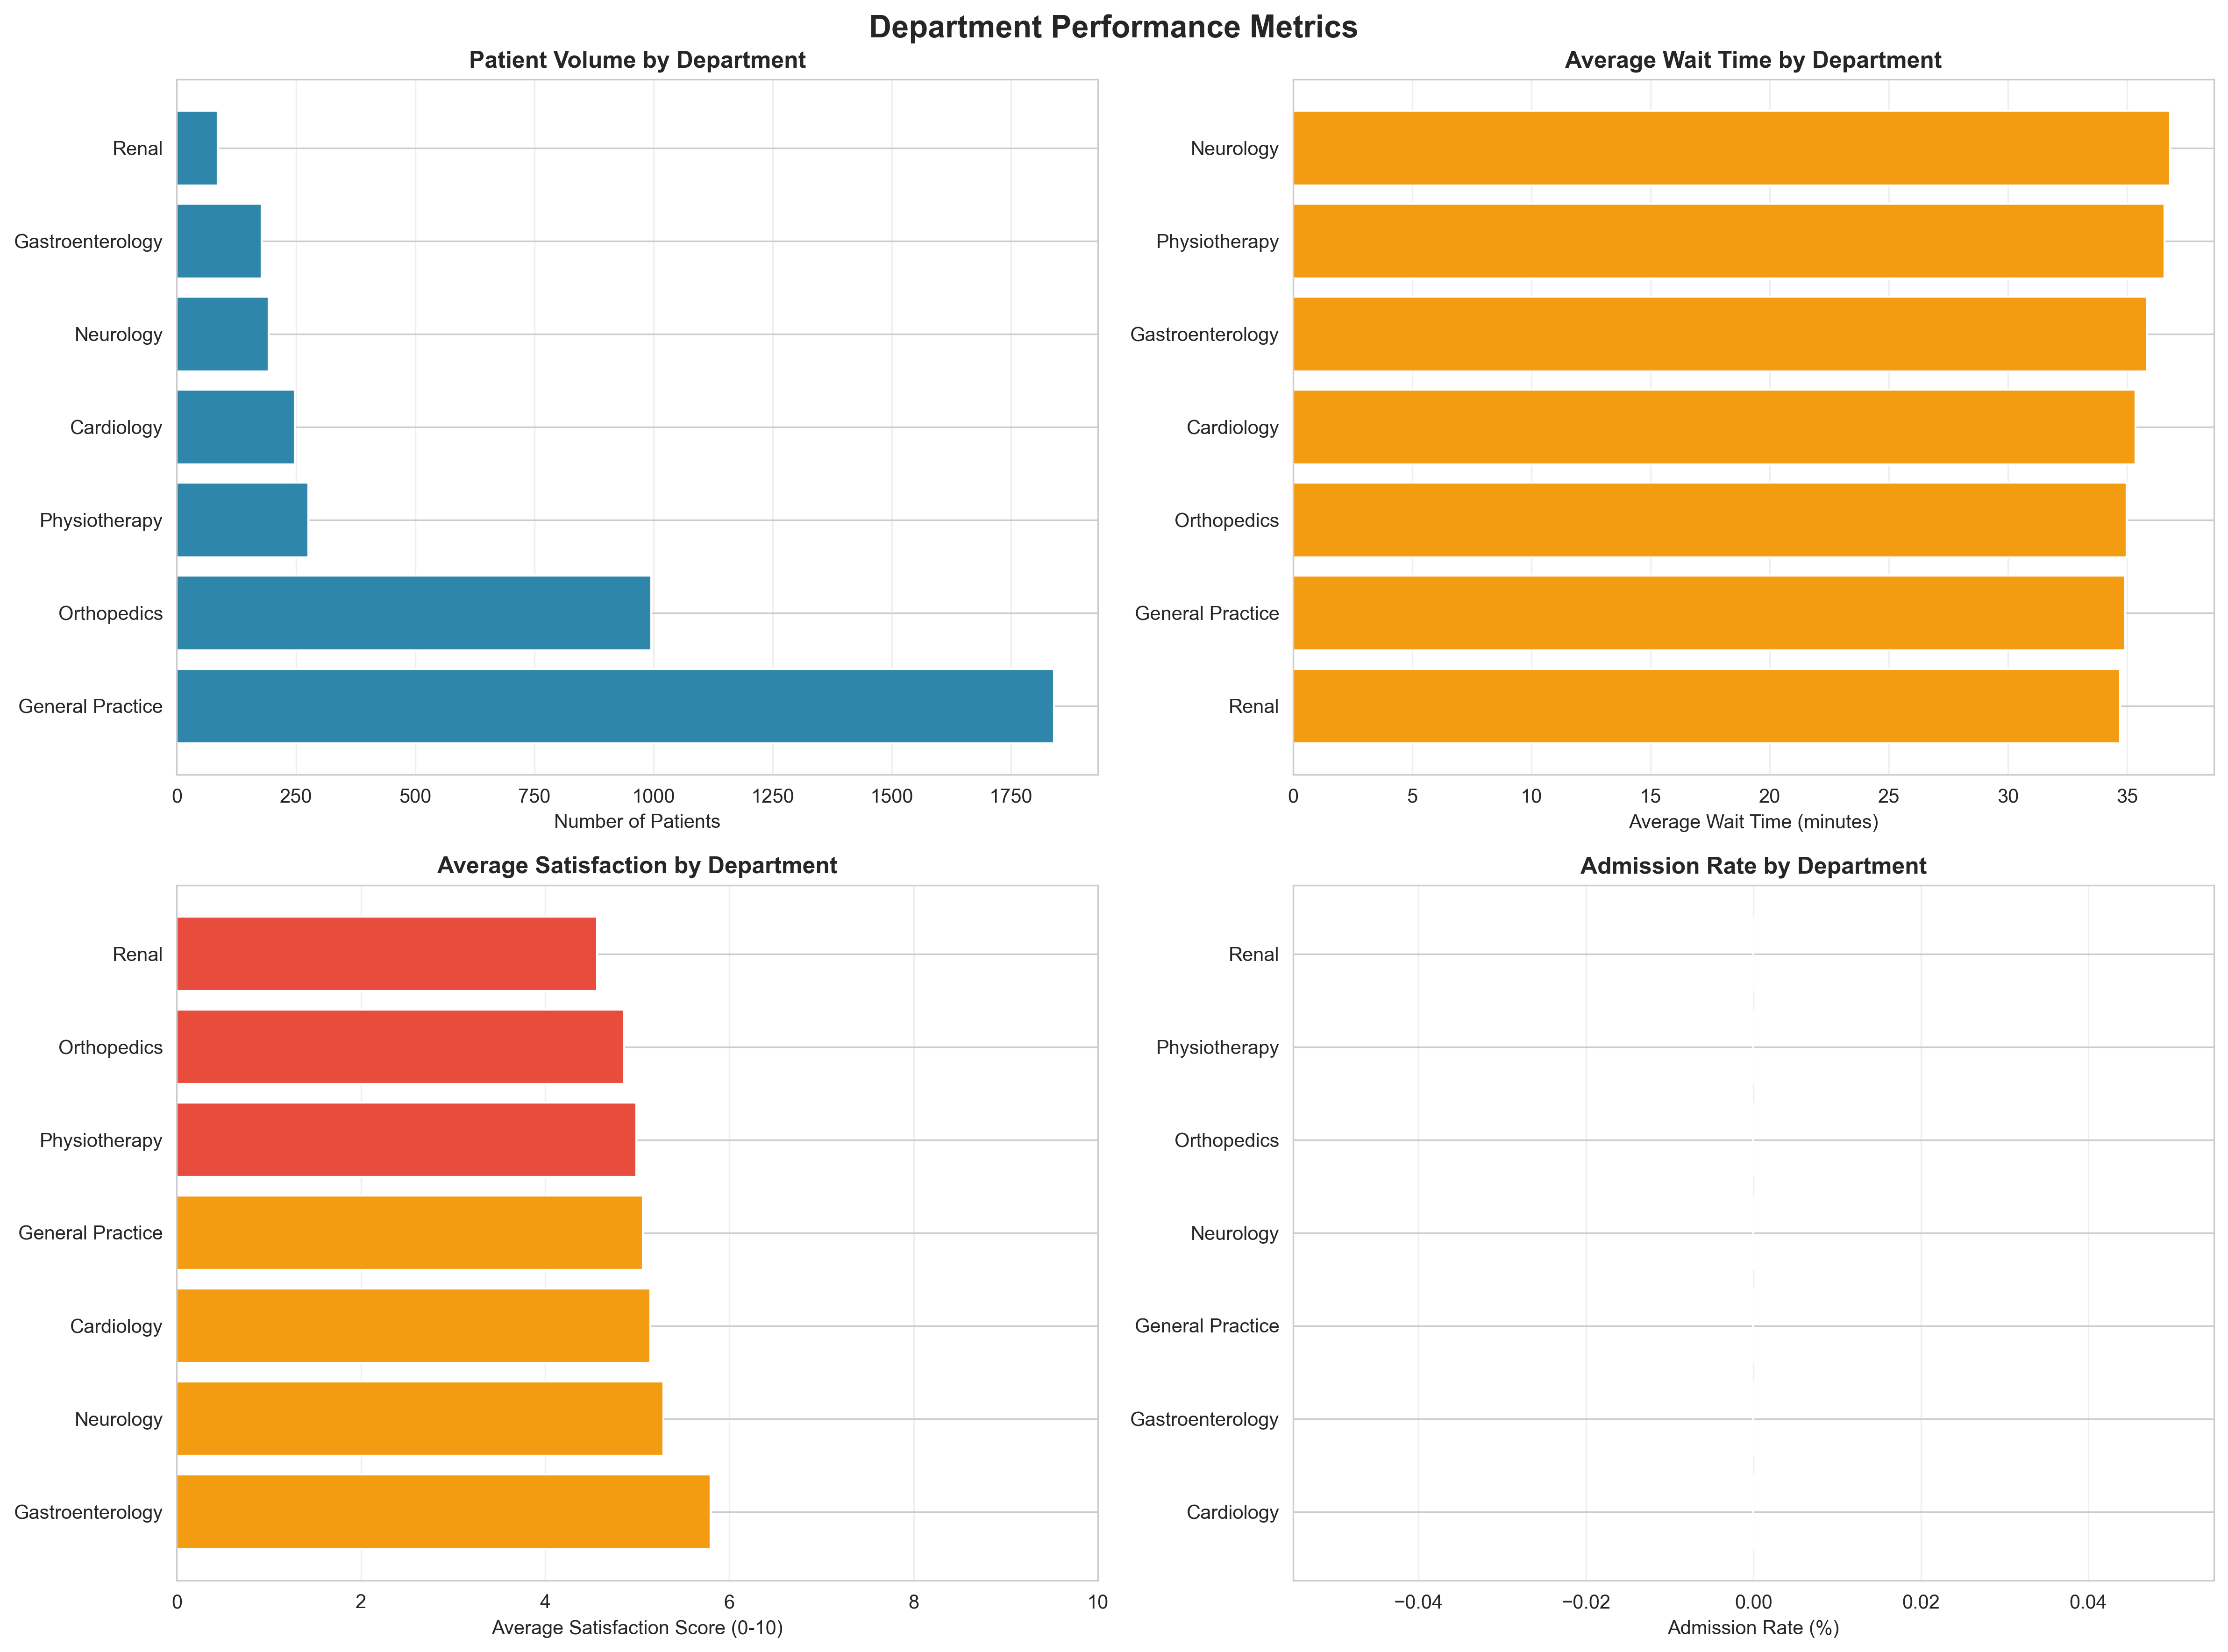 Department Performance Metrics
Patient Volume by Department
Renal
Gastroenterology
Neurology
Cardiology
Physiotherapy
Orthopedics
General Practice
0 250 500 750 1000 1250 1500 1750
Number of Patients
Average Wait Time by Department
Neurology
Physiotherapy
Gastroenterology
Cardiology
Orthopedics
General Practice
Renal
0 5 10 15 20 25 30 35
Average Wait Time (minutes)
Average Satisfaction by Department
Renal
Orthopedics
Physiotherapy
General Practice
Cardiology
Neurology
Gastroenterology
0 2 4 6 8 10
Average Satisfaction Score (0-10)
Admission Rate by Department
Renal
Physiotherapy
Orthopedics
Neurology
General Practice
Gastroenterology
Cardiology
−0.04 −0.02 0.00 0.02 0.04
Admission Rate (%)